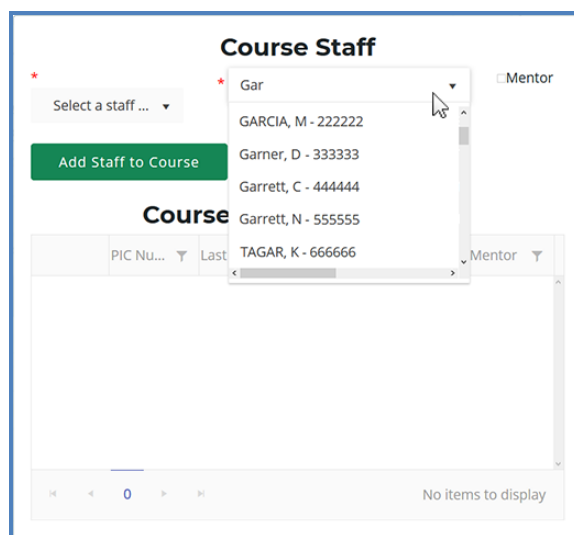 Course Staff
*
* Gar
Mentor
Select a staff ...
GARCIA, M - 222222
Garner, D - 333333
Add Staff to Course
Garrett, C - 444444
Garrett, N - 555555
TAGAR, K - 666666
Course
PIC Nu... Last Mentor
0
No items to display